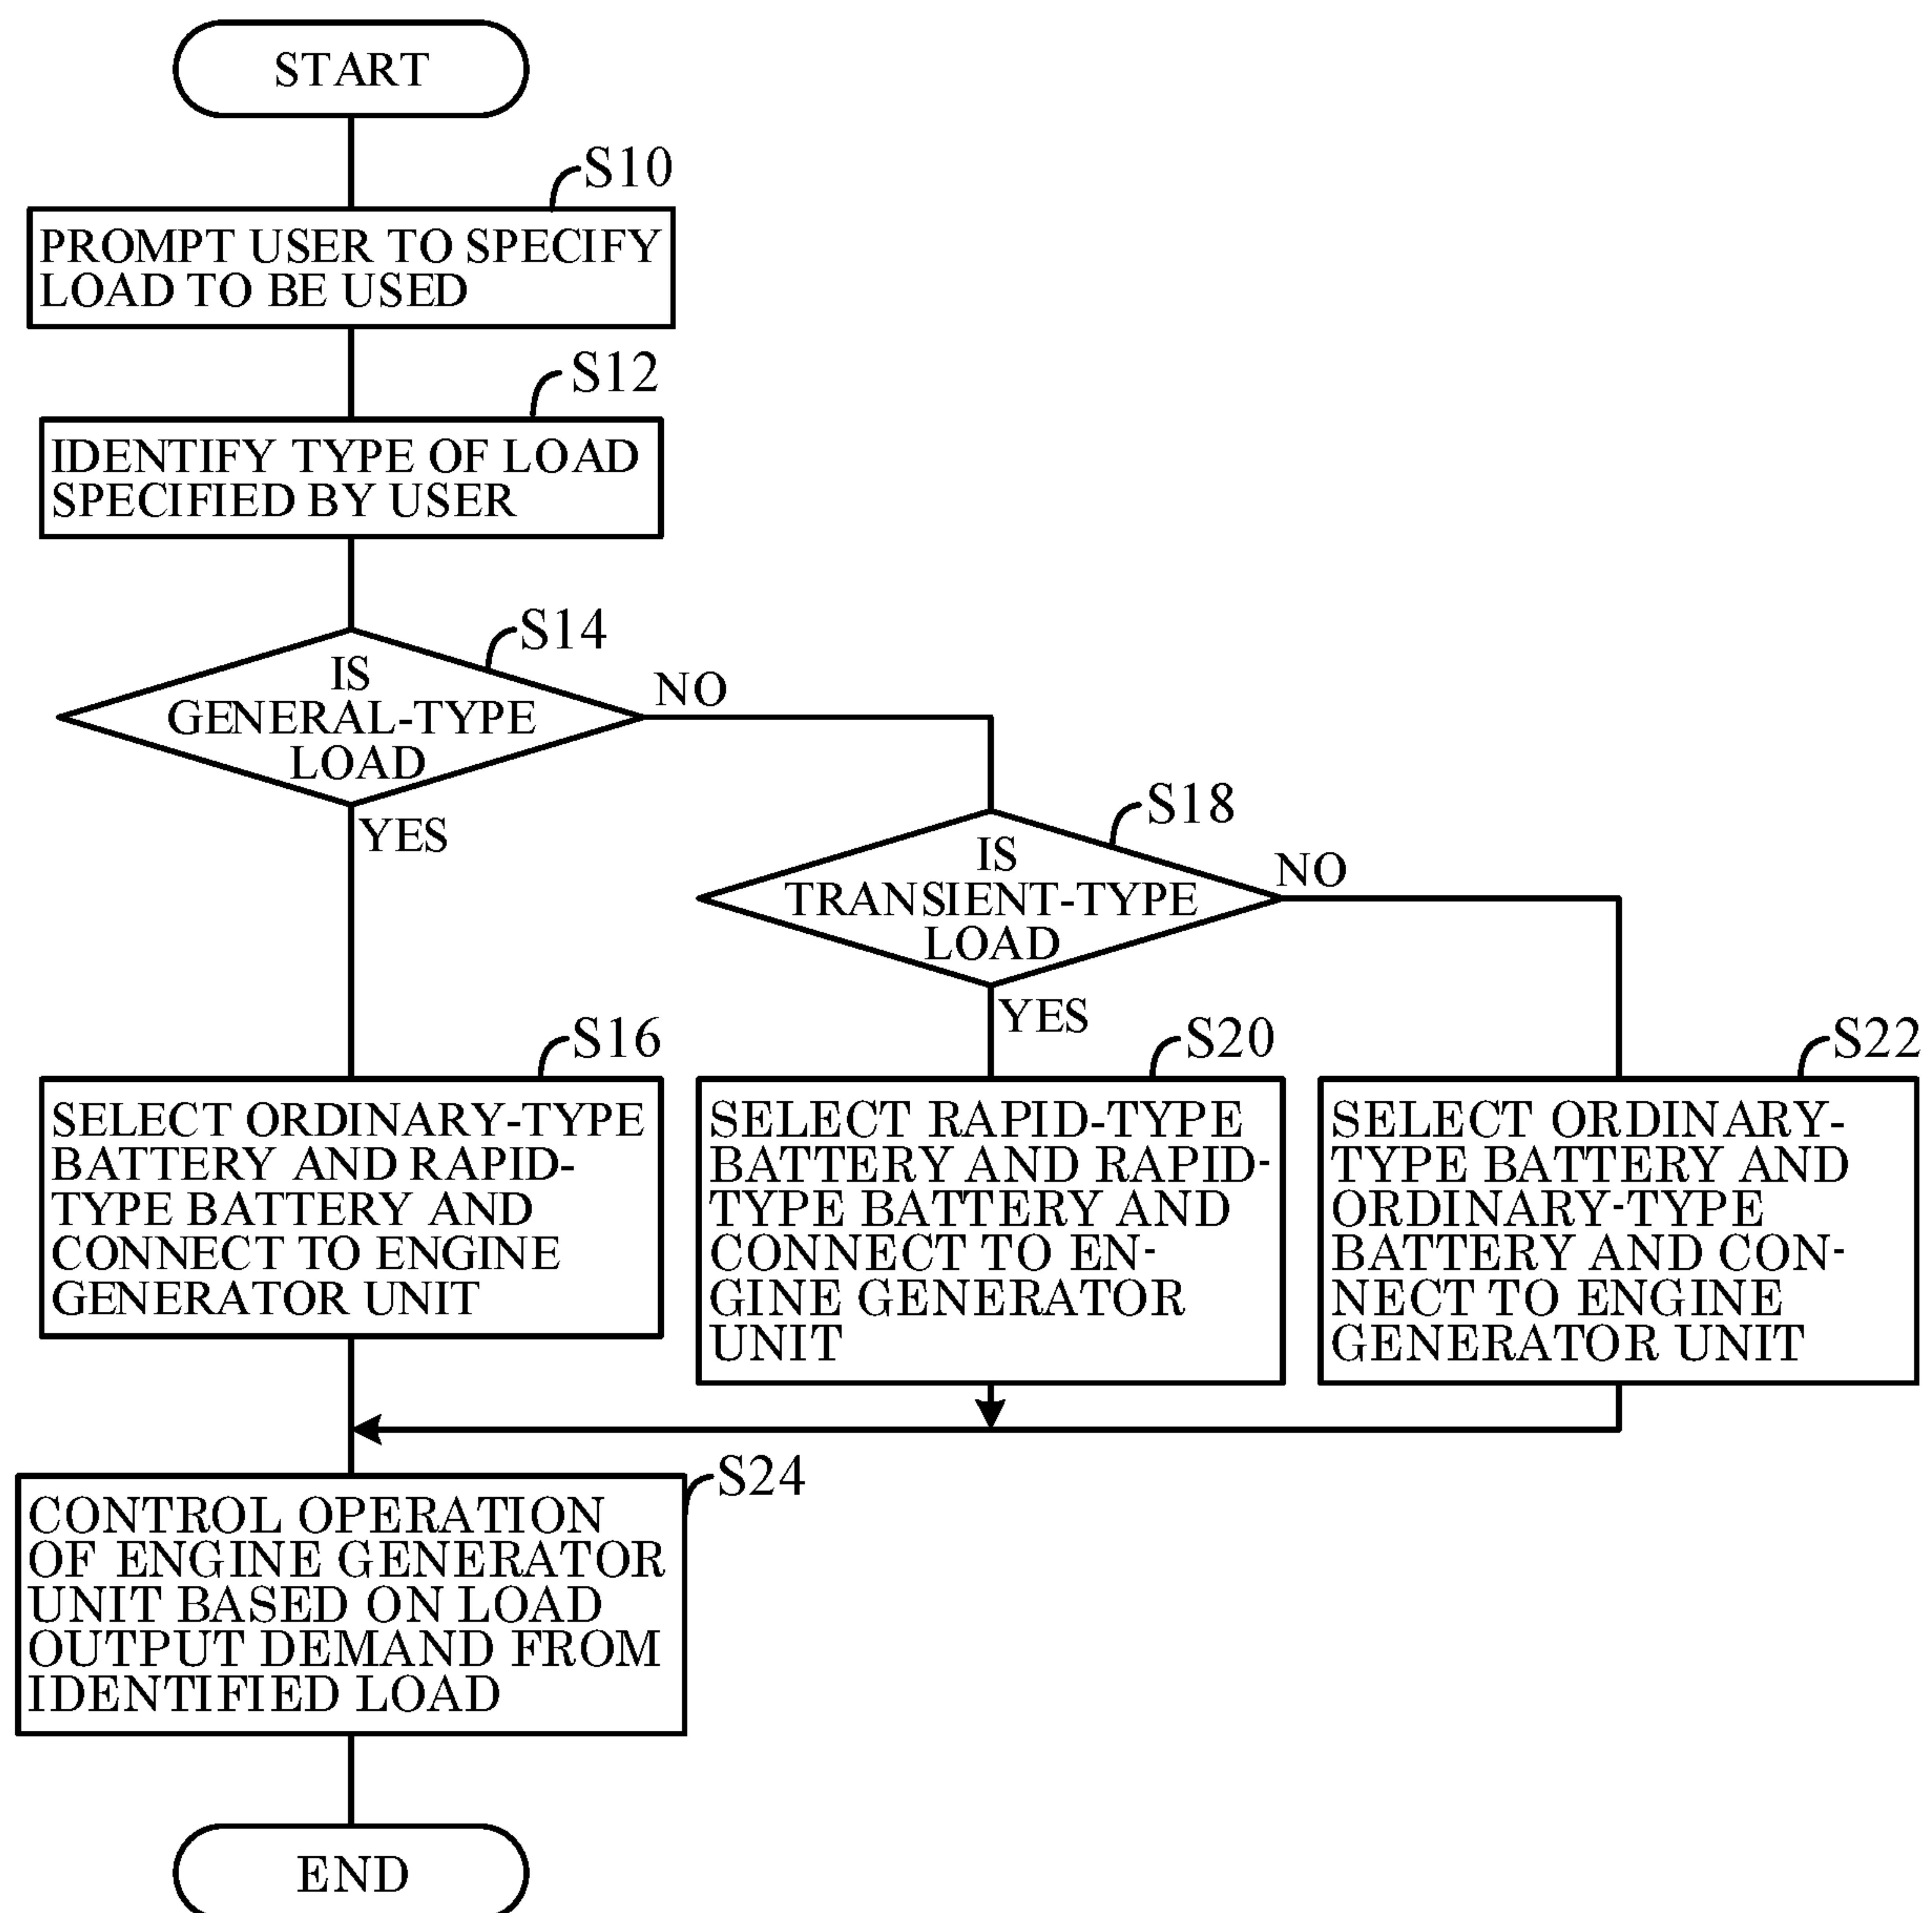 START
S10
PROMPT USER TO SPECIFY
LOAD TO BE USED
S12
IDENTIFY TYPE OF LOAD
SPECIFIED BY USER
S14
IS
GENERAL-TYPE
LOAD
NO
YES
S18
IS
TRANSIENT-TYPE
LOAD
NO
YES
S16
SELECT ORDINARY-TYPE
BATTERY AND RAPID-
TYPE BATTERY AND
CONNECT TO ENGINE
GENERATOR UNIT
S20
SELECT RAPID-TYPE
BATTERY AND RAPID-
TYPE BATTERY AND
CONNECT TO EN-
GINE GENERATOR
UNIT
S22
SELECT ORDINARY-
TYPE BATTERY AND
ORDINARY-TYPE
BATTERY AND CON-
NECT TO ENGINE
GENERATOR UNIT
S24
CONTROL OPERATION
OF ENGINE GENERATOR
UNIT BASED ON LOAD
OUTPUT DEMAND FROM
IDENTIFIED LOAD
END